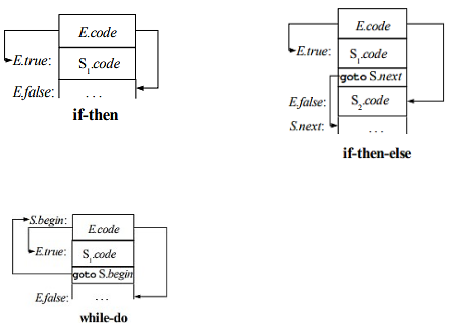 E.code
E.true:
S1.code
E.false:
. . .
if-then
E.code
E.true:
S1.code
goto S.next
E.false:
S2.code
S.next:
. . .
if-then-else
S.begin:
E.code
E.true:
S1.code
goto S.begin
E.false:
. . .
while-do